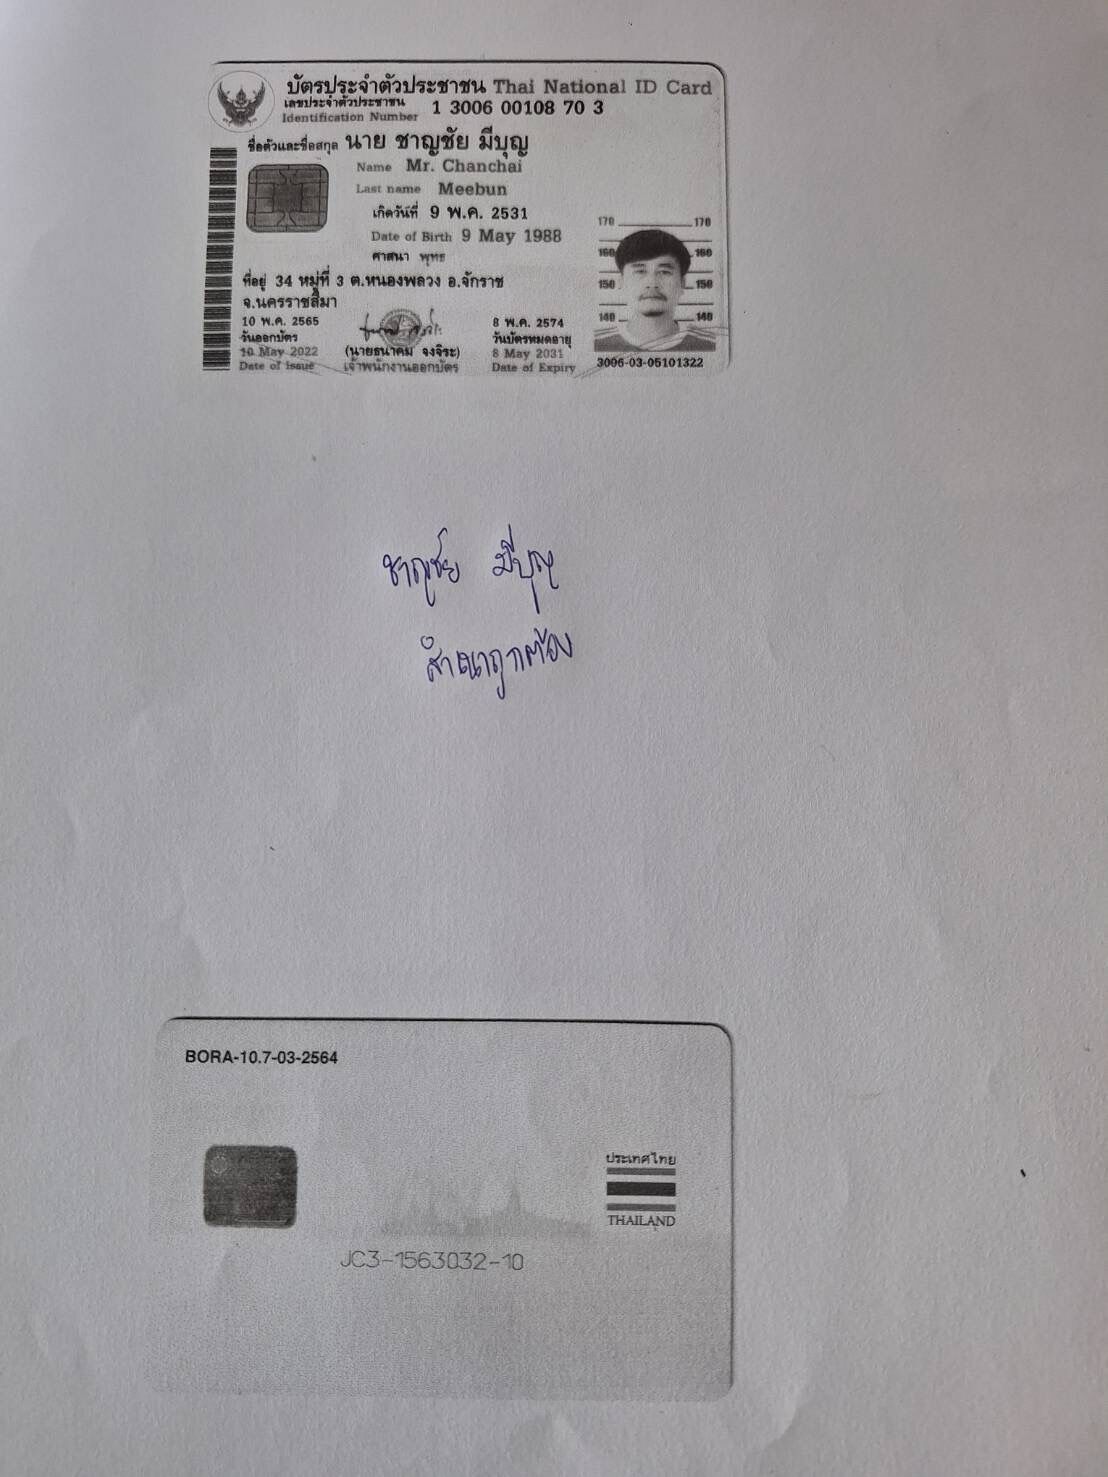 บัตรประจำตัวประชาชน Thai National ID Card
เลขประจำตัวประชาชน
Identification Number
1 3006 00108 70 3
ชื่อตัวและชื่อสกุล นาย ชาญชัย มีบุญ
Name Mr. Chanchai
Last name Meebun
เกิดวันที่ 9 พ.ค. 2531
Date of Birth 9 May 1988
ศาสนา พุทธ
ที่อยู่ 34 หมู่ที่ 3 ต.หนองพลวง อ.จักราช
จ.นครราชสีมา
10 พ.ค. 2565
วันออกบัตร
10 May 2022
Date of Issue
(นายธนาคม จงจิระ)
เจ้าพนักงานออกบัตร
8 พ.ค. 2574
วันบัตรหมดอายุ
8 May 2031
Date of Expiry
170 170
160 160
150 150
140 140
3006-03-05101322
ชาญชัย มีบุญ
สำเนาถูกต้อง
BORA-10.7-03-2564
ประเทศไทย
THAILAND
JC3-1563032-10